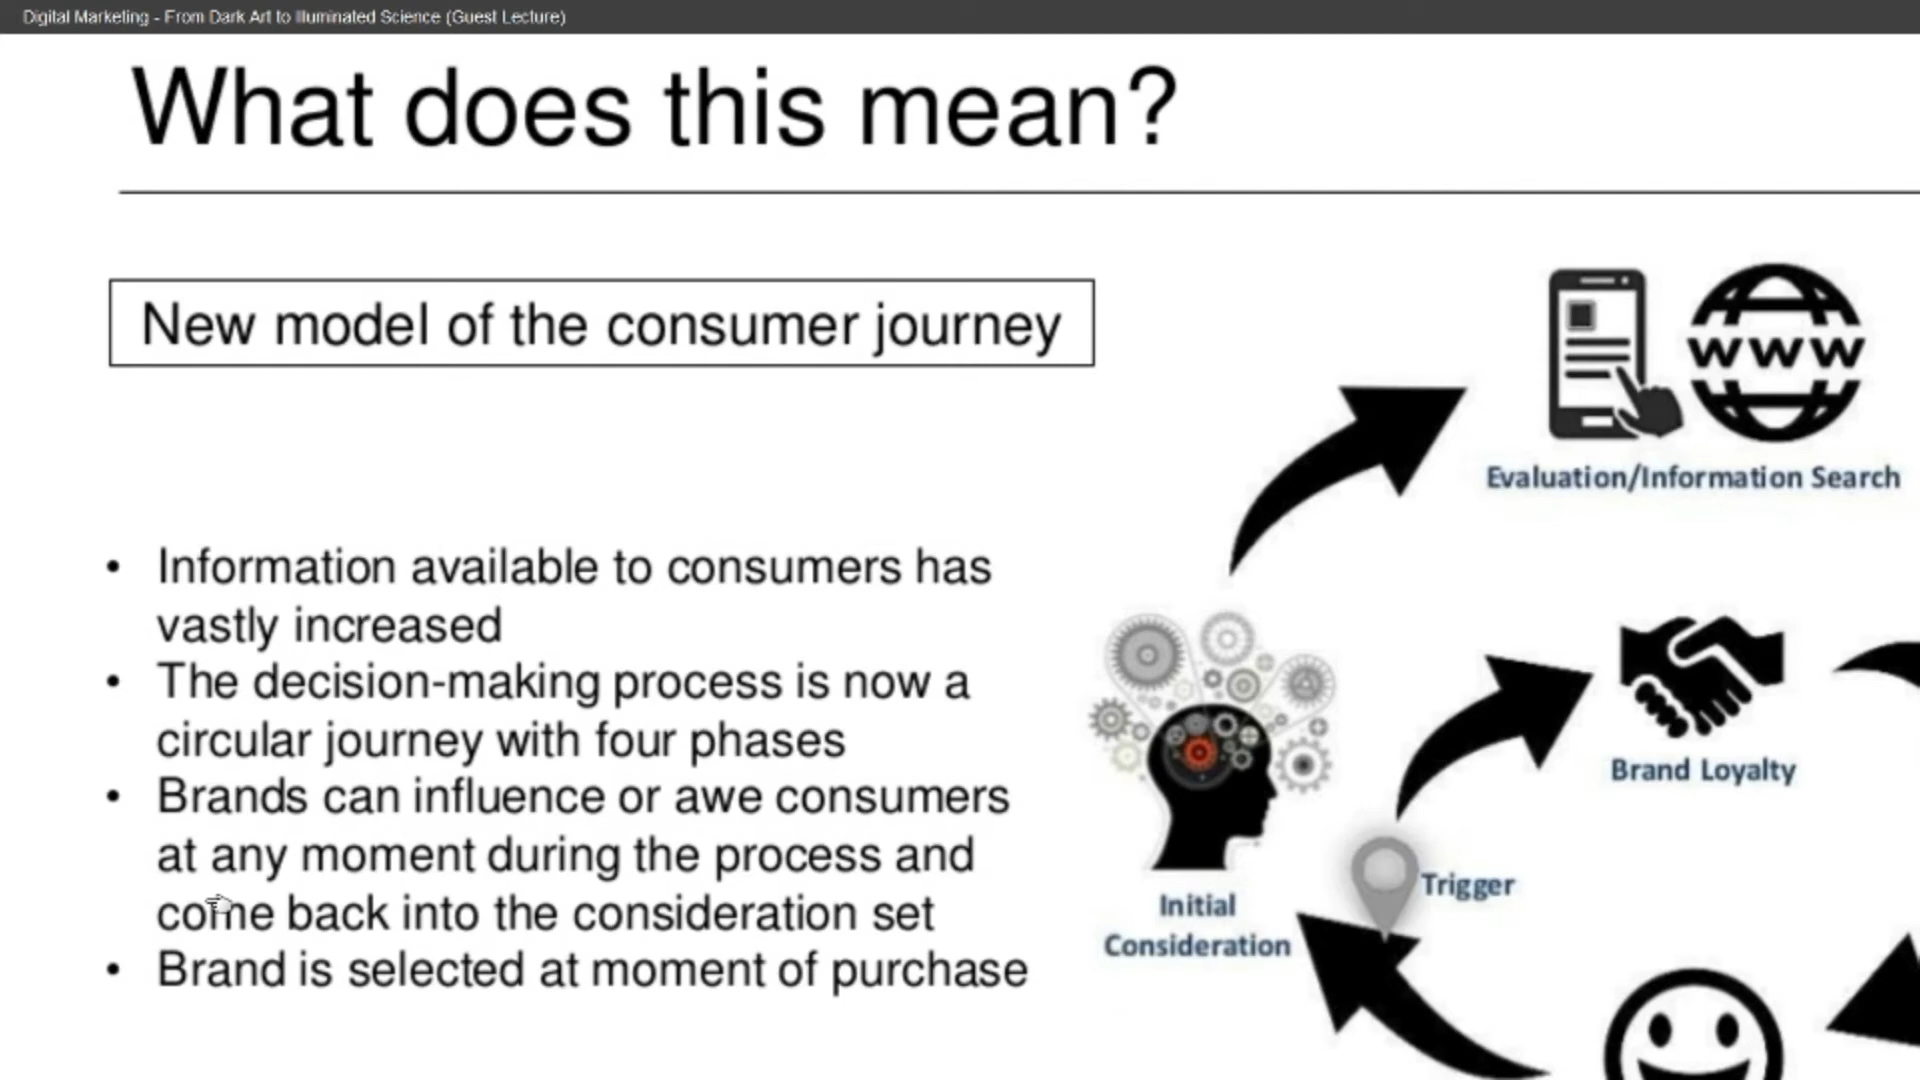 Digital Marketing - From Dark Art to Illuminated Science (Guest Lecture)
What does this mean?
New model of the consumer journey
• Information available to consumers has
vastly increased
• The decision-making process is now a
circular journey with four phases
• Brands can influence or awe consumers
at any moment during the process and
come back into the consideration set
• Brand is selected at moment of purchase
WWW
Evaluation/Information Search
Brand Loyalty
Trigger
Initial
Consideration